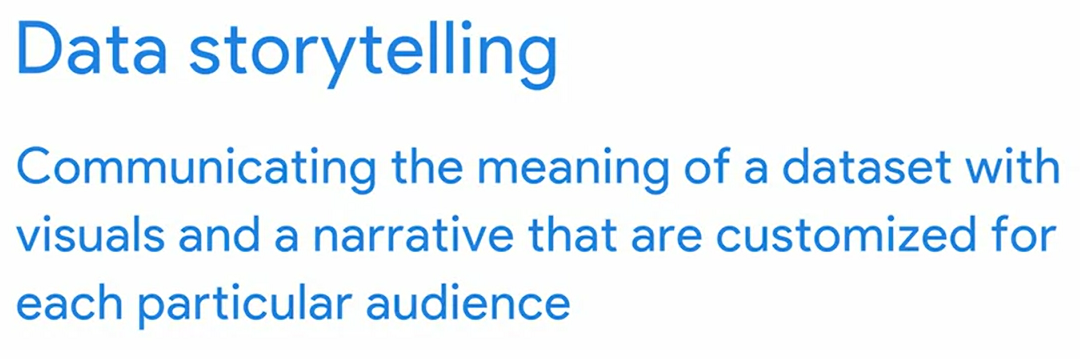 Data storytelling
Communicating the meaning of a dataset with
visuals and a narrative that are customized for
each particular audience